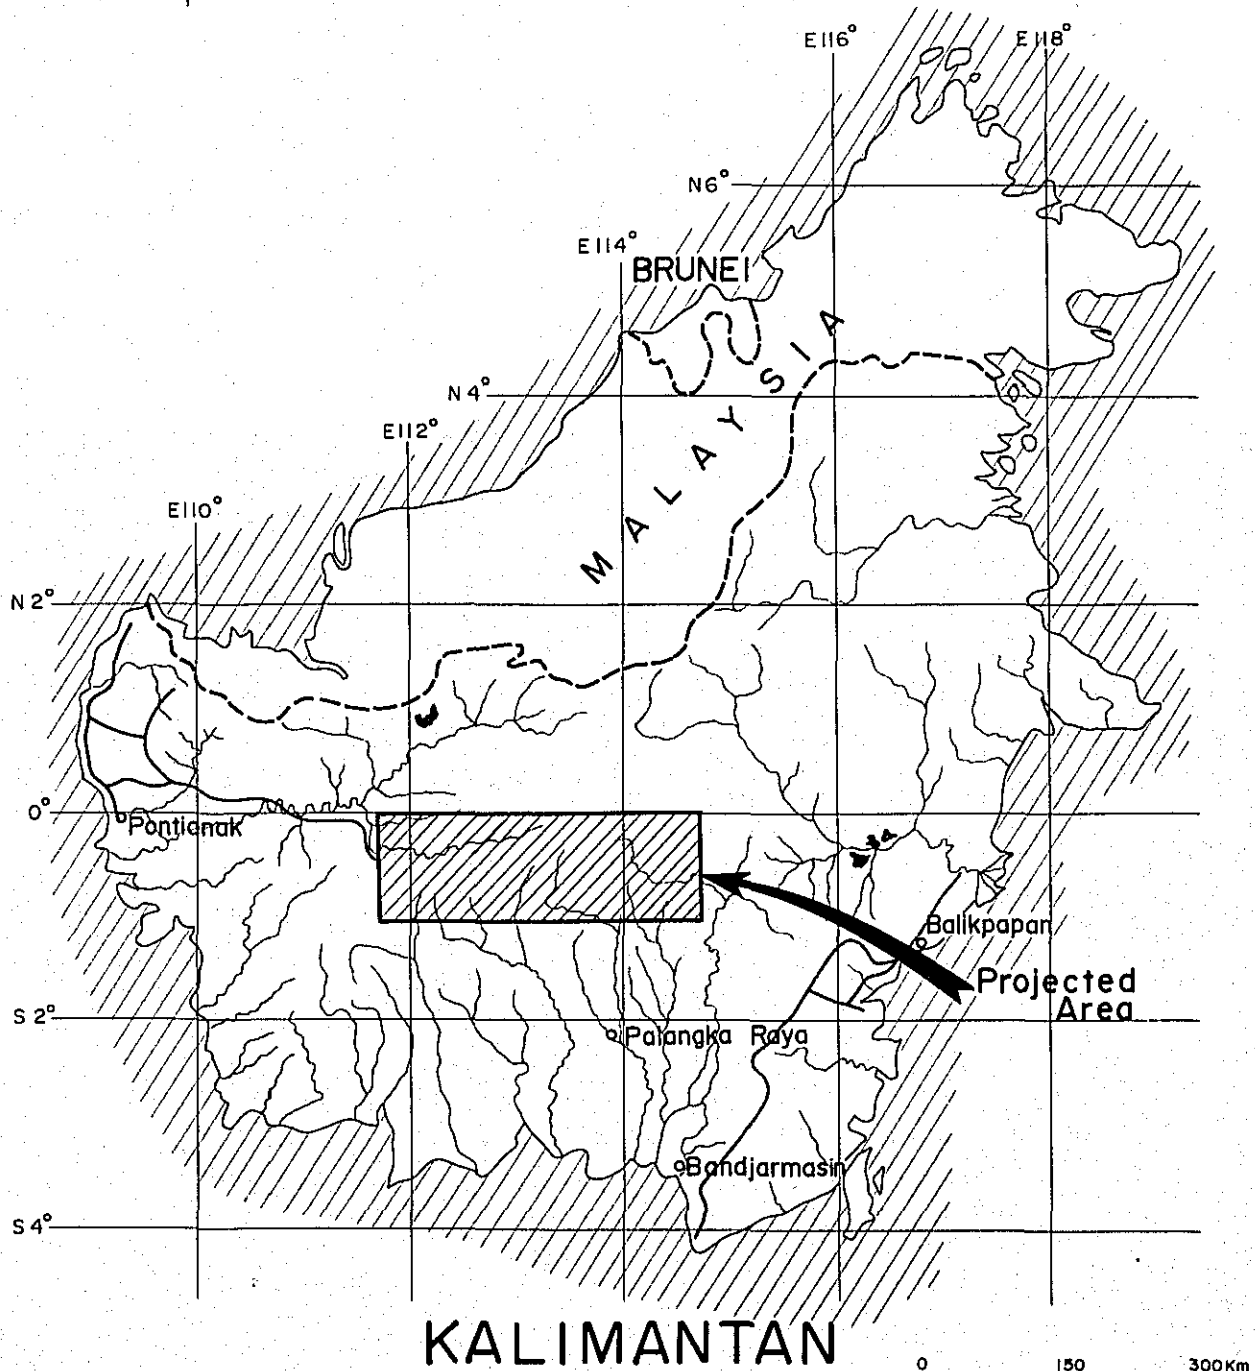 E116° E118°
N6°
E114°
BRUNEI
MALAYSIA
N4°
E112°
E110°
N2°
0°
Pontianak
Balikpapan
Projected
Area
S2°
Palangka Raya
Bandjarmasin
S4°
KALIMANTAN
0 150 300Km